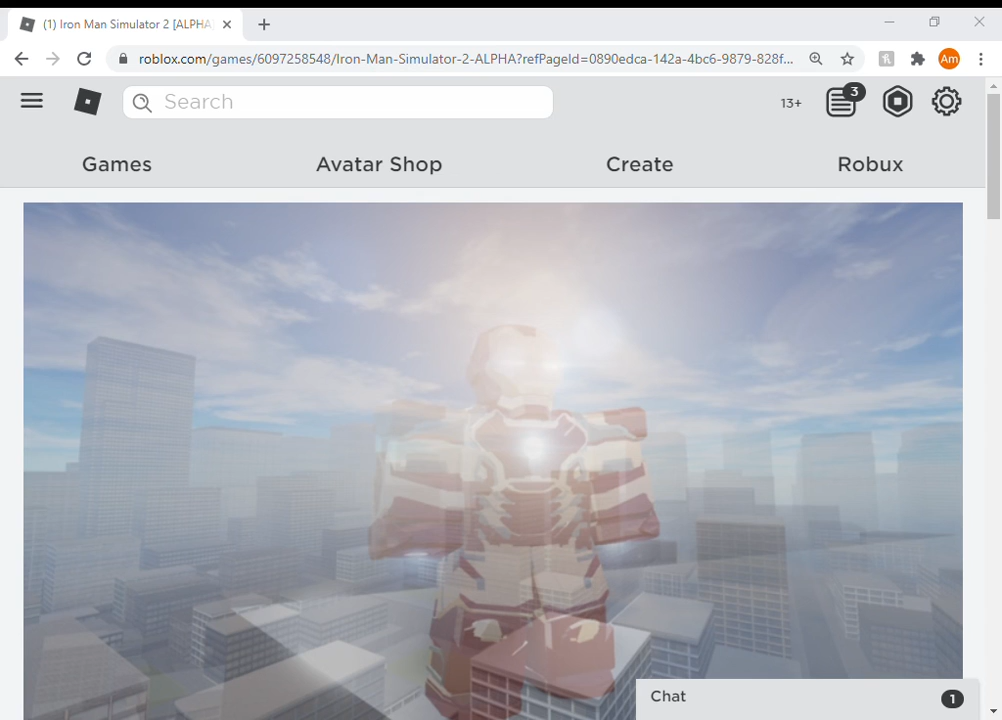 (1) Iron Man Simulator 2 [ALPHA
roblox.com/games/6097258548/Iron-Man-Simulator-2-ALPHA?refPageId=0890edca-142a-4bc6-9879-828f...
Am
Search
13+
3
Games
Avatar Shop
Create
Robux
Chat
1